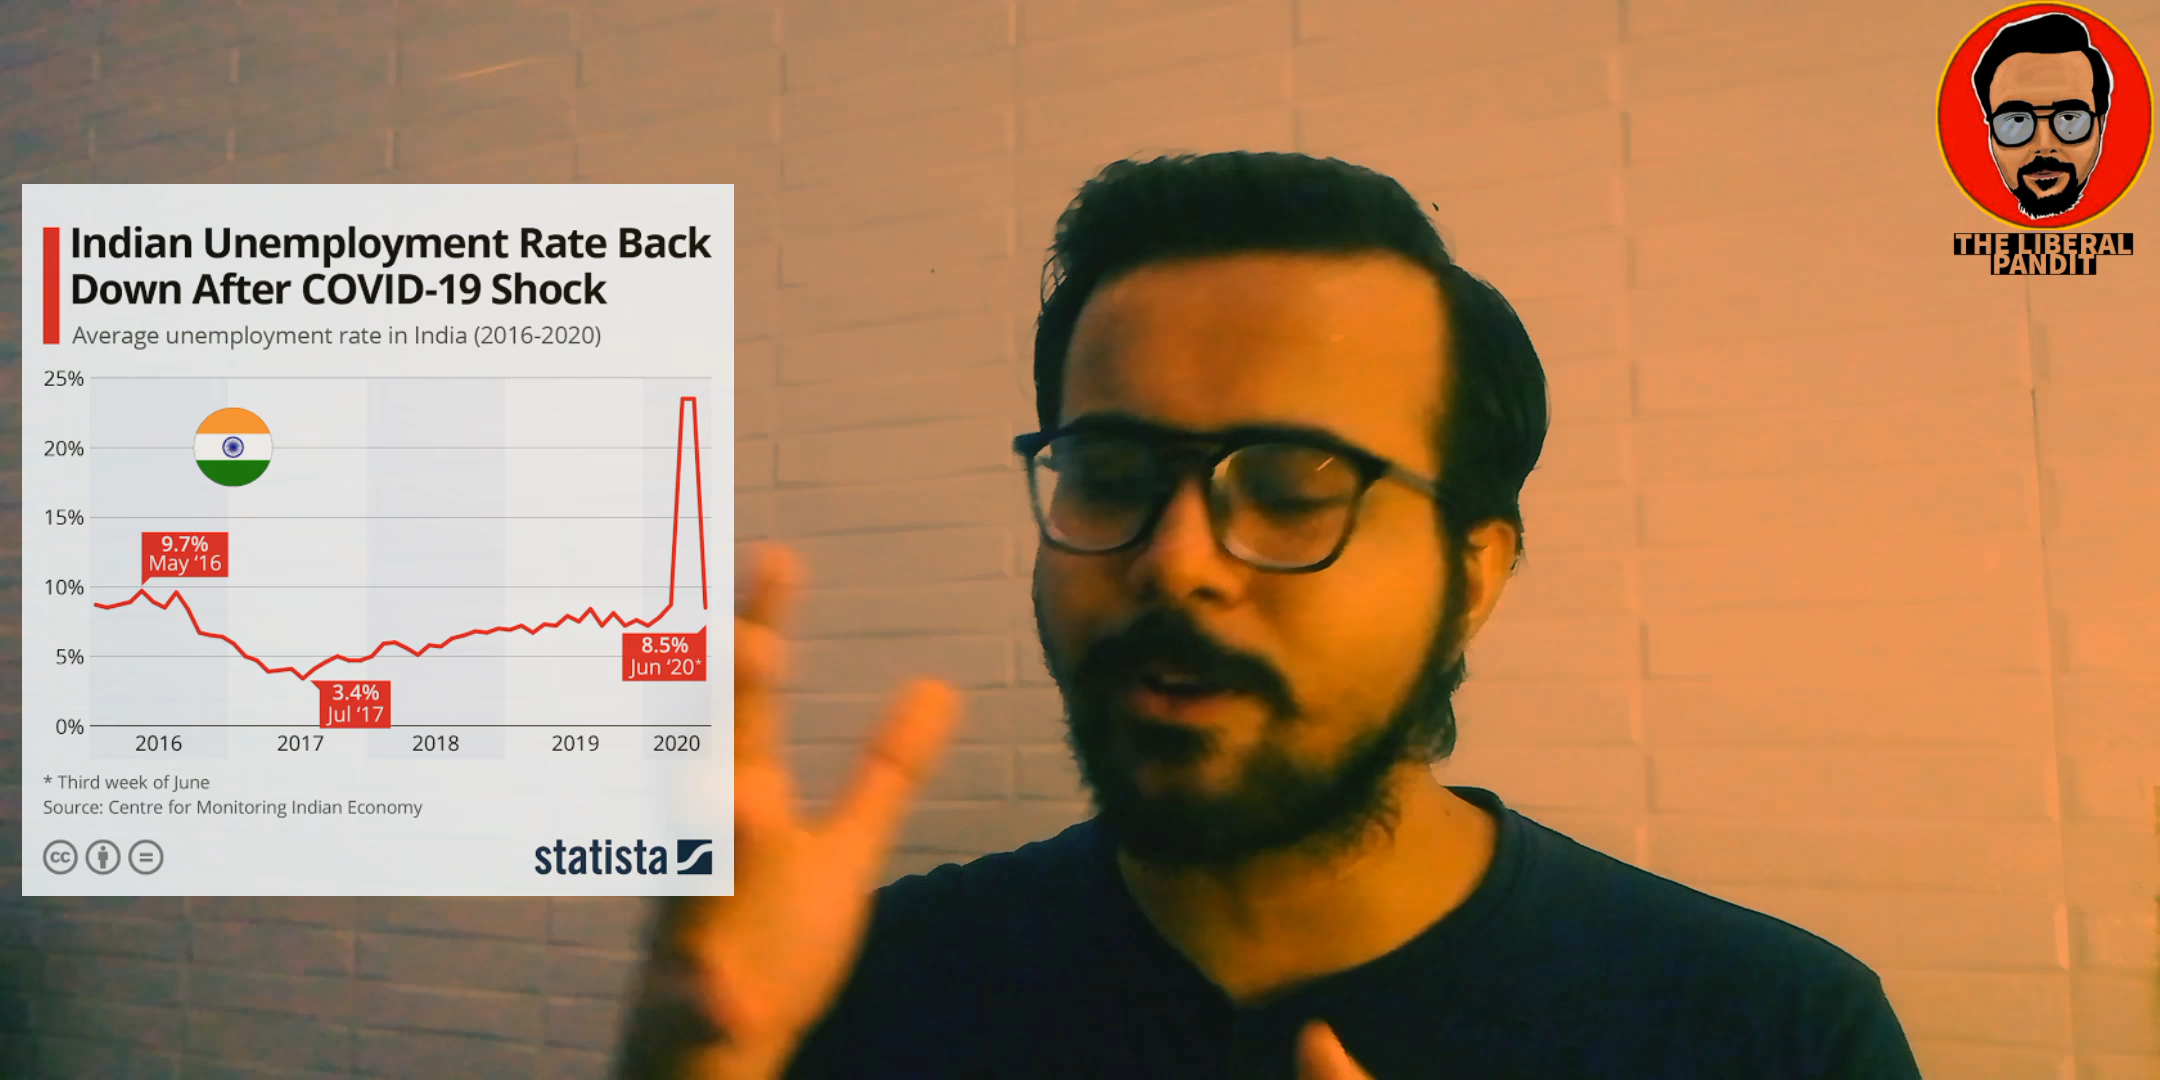 THE LIBERAL
PANDIT
Indian Unemployment Rate Back
Down After COVID-19 Shock
Average unemployment rate in India (2016-2020)
25%
20%
15%
10%
5%
0%
9.7%
May '16
3.4%
Jul '17
8.5%
Jun '20*
2016 2017 2018 2019 2020
* Third week of June
Source: Centre for Monitoring Indian Economy
cc
statista